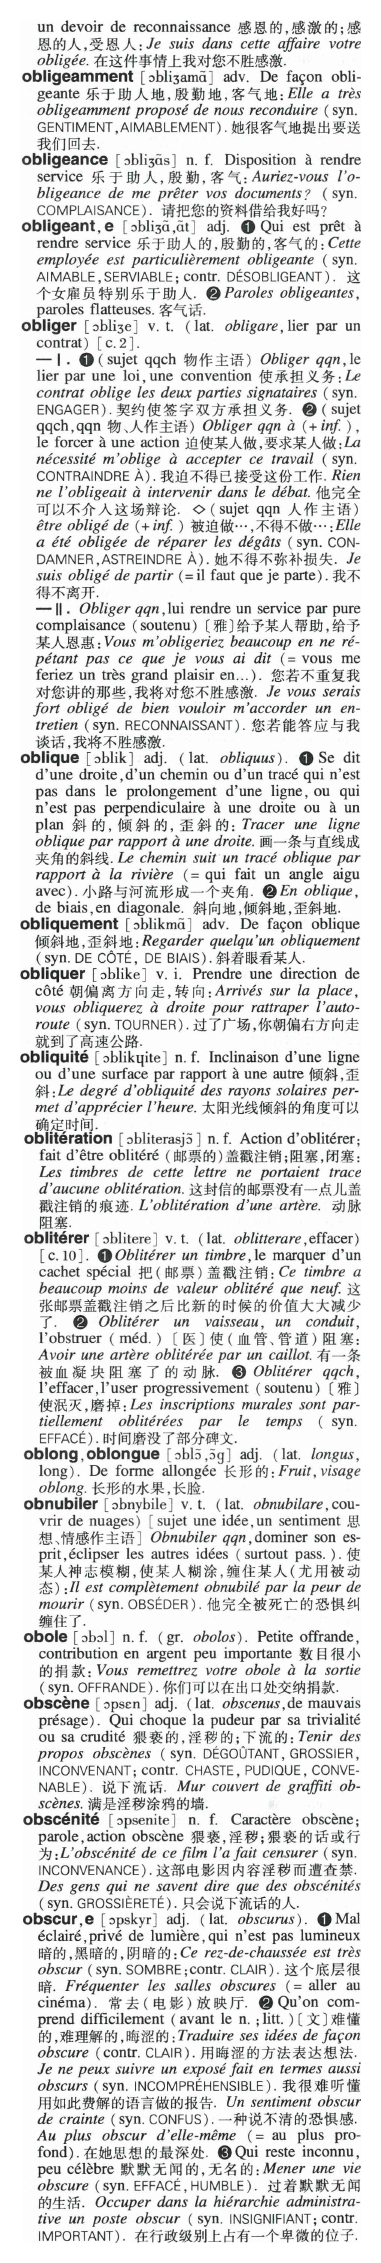 un devoir de reconnaissance 感恩的,感激的;感
恩的人,受恩人:Je suis dans cette affaire votre
obligée. 在这件事情上我对您不胜感激.
obligeamment [ɔbliʒamɑ̃] adv. De façon obli-
geante 乐于助人地,殷勤地,客气地:Elle a très
obligeamment proposé de nous reconduire (syn.
GENTIMENT,AIMABLEMENT). 她很客气地提出要送
我们回去.
obligeance [ɔbliʒɑ̃s] n. f. Disposition à rendre
service 乐于助人,殷勤,客气:Auriez-vous l'o-
bligeance de me prêter vos documents? (syn.
COMPLAISANCE). 请把您的资料借给我好吗?
obligeant,e [ɔbliʒɑ̃,ɑ̃t] adj. ❶ Qui est prêt à
rendre service 乐于助人的,殷勤的,客气的:Cette
employée est particulièrement obligeante (syn.
AIMABLE,SERVIABLE; contr. DÉSOBLIGEANT). 这
个女雇员特别乐于助人. ❷ Paroles obligeantes,
paroles flatteuses. 客气话.
obliger [ɔbliʒe] v. t. (lat. obligare,lier par un
contrat) [c.2].
—Ⅰ. ❶ (sujet qqch 物作主语) Obliger qqn,le
lier par une loi,une convention 使承担义务:Le
contrat oblige les deux parties signataires (syn.
ENGAGER). 契约使签字双方承担义务. ❷ (sujet
qqch,qqn 物、人作主语) Obliger qqn à (+inf.),
le forcer à une action 迫使某人做,要求某人做:La
nécessité m'oblige à accepter ce travail (syn.
CONTRAINDRE À). 我迫不得已接受这份工作. Rien
ne l'obligeait à intervenir dans le débat. 他完全
可以不介入这场辩论. ◇ (sujet qqn 人作主语)
être obligé de (+inf.) 被迫做…,不得不做…:Elle
a été obligée de réparer les dégâts (syn. CON-
DAMNER,ASTREINDRE À). 她不得不弥补损失. Je
suis obligé de partir (=il faut que je parte). 我不
得不离开.
—Ⅱ. Obliger qqn,lui rendre un service par pure
complaisance (soutenu) 〔雅〕给予某人帮助,给予
某人恩惠:Vous m'obligeriez beaucoup en ne ré-
pétant pas ce que je vous ai dit (= vous me
feriez un très grand plaisir en…). 您若不重复我
对您讲的那些,我将对您不胜感激. Je vous serais
fort obligé de bien vouloir m'accorder un en-
tretien (syn. RECONNAISSANT). 您若能答应与我
谈话,我将不胜感激.
oblique [ɔblik] adj. (lat. obliquus). ❶ Se dit
d'une droite,d'un chemin ou d'un tracé qui n'est
pas dans le prolongement d'une ligne,ou qui
n'est pas perpendiculaire à une droite ou à un
plan 斜的,倾斜的,歪斜的:Tracer une ligne
oblique par rapport à une droite. 画一条与直线成
夹角的斜线. Le chemin suit un tracé oblique par
rapport à la rivière (= qui fait un angle aigu
avec). 小路与河流形成一个夹角. ❷ En oblique,
de biais,en diagonale. 斜向地,倾斜地,歪斜地.
obliquement [ɔblikmɑ̃] adv. De façon oblique
倾斜地,歪斜地:Regarder quelqu'un obliquement
(syn. DE CÔTÉ, DE BIAIS). 斜着眼看某人.
obliquer [ɔblike] v. i. Prendre une direction de
côté 朝偏离方向走,转向:Arrivés sur la place,
vous obliquerez à droite pour rattraper l'auto-
route (syn. TOURNER). 过了广场,你朝偏右方向走
就到了高速公路.
obliquité [ɔblikɥite] n. f. Inclinaison d'une ligne
ou d'une surface par rapport à une autre 倾斜,歪
斜:Le degré d'obliquité des rayons solaires per-
met d'apprécier l'heure. 太阳光线倾斜的角度可以
确定时间.
oblitération [ɔbliterasjɔ̃] n. f. Action d'oblitérer;
fait d'être oblitéré (邮票的)盖戳注销;阻塞,闭塞:
Les timbres de cette lettre ne portaient trace
d'aucune oblitération. 这封信的邮票没有一点儿盖
戳注销的痕迹. L'oblitération d'une artère. 动脉
阻塞.
oblitérer [ɔblitere] v. t. (lat. oblitterare,effacer)
[c.10]. ❶ Oblitérer un timbre,le marquer d'un
cachet spécial 把(邮票)盖戳注销:Ce timbre a
beaucoup moins de valeur oblitéré que neuf. 这
张邮票盖戳注销之后比新的时候的价值大大减少
了. ❷ Oblitérer un vaisseau, un conduit,
l'obstruer (méd.) 〔医〕使(血管、管道)阻塞:
Avoir une artère oblitérée par un caillot. 有一条
被血凝块阻塞了的动脉. ❸ Oblitérer qqch,
l'effacer,l'user progressivement (soutenu) 〔雅〕
使泯灭,磨掉:Les inscriptions murales sont par-
tiellement oblitérées par le temps (syn.
EFFACÉ). 时间磨没了部分碑文.
oblong,oblongue [ɔblɔ̃,ɔ̃g] adj. (lat. longus,
long). De forme allongée 长形的:Fruit,visage
oblong. 长形的水果,长脸.
obnubiler [ɔbnybile] v. t. (lat. obnubilare,cou-
vrir de nuages) [sujet une idée,un sentiment 思
想、情感作主语] Obnubiler qqn,dominer son es-
prit,éclipser les autres idées (surtout pass.). 使
某人神志模糊,使某人糊涂,缠住某人(尤用被动
态):Il est complètement obnubilé par la peur de
mourir (syn. OBSÉDER). 他完全被死亡的恐惧纠
缠住了.
obole [ɔbɔl] n. f. (gr. obolos). Petite offrande,
contribution en argent peu importante 数目很小
的捐款:Vous remettrez votre obole à la sortie
(syn. OFFRANDE). 你们可以在出口处交纳捐款.
obscène [ɔpsɛn] adj. (lat. obscenus,de mauvais
présage). Qui choque la pudeur par sa trivialité
ou sa crudité 猥亵的,淫秽的;下流的:Tenir des
propos obscènes (syn. DÉGOÛTANT, GROSSIER,
INCONVENANT; contr. CHASTE, PUDIQUE, CONVE-
NABLE). 说下流话. Mur couvert de graffiti ob-
scènes. 满是淫秽涂鸦的墙.
obscénité [ɔpsenite] n. f. Caractère obscène;
parole,action obscène 猥亵,淫秽;猥亵的话或行
为:L'obscénité de ce film l'a fait censurer (syn.
INCONVENANCE). 这部电影因内容淫秽而遭查禁.
Des gens qui ne savent dire que des obscénités
(syn. GROSSIÈRETÉ). 只会说下流话的人.
obscur,e [ɔpskyr] adj. (lat. obscurus). ❶ Mal
éclairé,privé de lumière,qui n'est pas lumineux
暗的,黑暗的,阴暗的:Ce rez-de-chaussée est très
obscur (syn. SOMBRE;contr. CLAIR). 这个底层很
暗. Fréquenter les salles obscures (= aller au
cinéma). 常去(电影)放映厅. ❷ Qu'on com-
prend difficilement (avant le n. ;litt.) 〔文〕难懂
的,难理解的,晦涩的:Traduire ses idées de façon
obscure (contr. CLAIR). 用晦涩的方法表达想法.
Je ne peux suivre un exposé fait en termes aussi
obscurs (syn. INCOMPRÉHENSIBLE). 我很难听懂
用如此费解的语言做的报告. Un sentiment obscur
de crainte (syn. CONFUS). 一种说不清的恐惧感.
Au plus obscur d'elle-même (= au plus pro-
fond). 在她思想的最深处. ❸ Qui reste inconnu,
peu célèbre 默默无闻的,无名的:Mener une vie
obscure (syn. EFFACÉ,HUMBLE). 过着默默无闻
的生活. Occuper dans la hiérarchie administra-
tive un poste obscur (syn. INSIGNIFIANT; contr.
IMPORTANT). 在行政级别上占有一个卑微的位子.